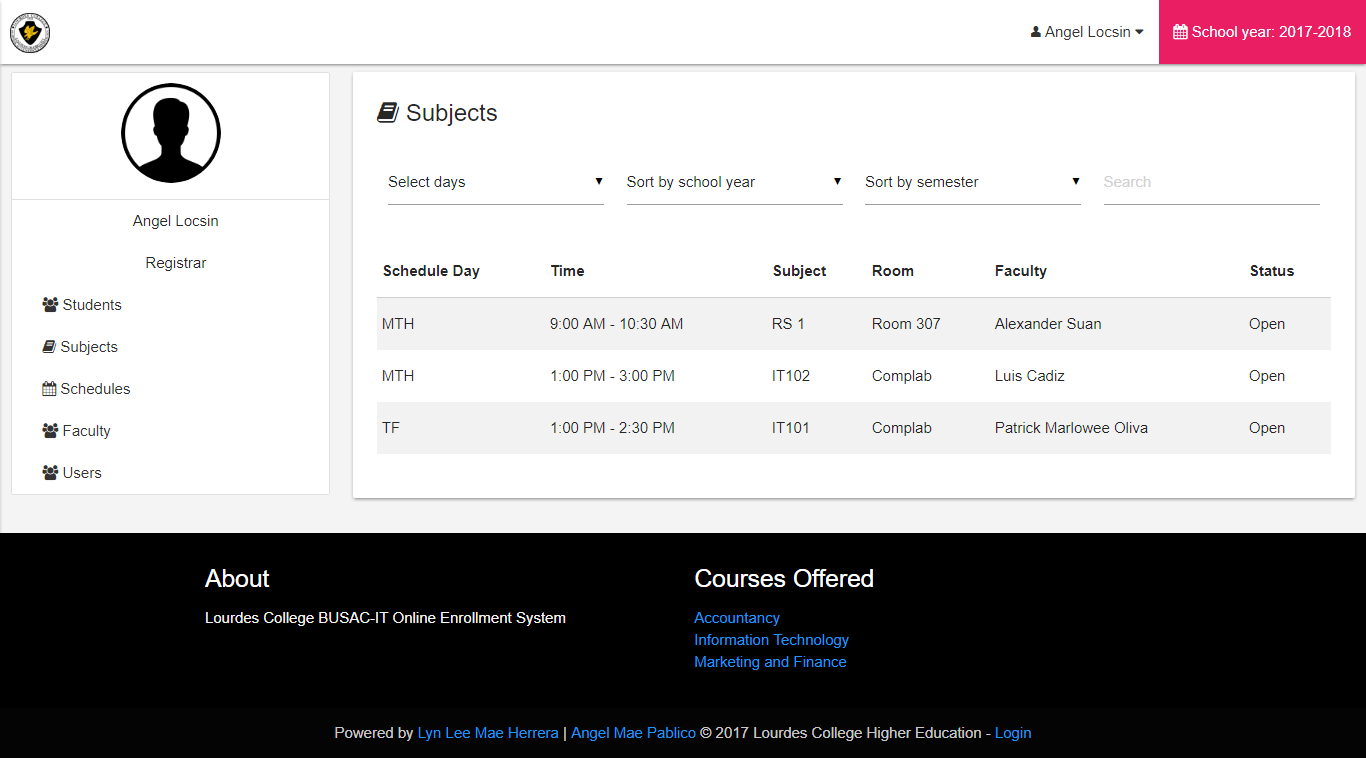 Angel Locsin
School year: 2017-2018
Angel Locsin
Registrar
Students
Subjects
Schedules
Faculty
Users
Subjects
Select days
Sort by school year
Sort by semester
Search
Schedule Day Time Subject Room Faculty Status
MTH 9:00 AM - 10:30 AM RS 1 Room 307 Alexander Suan Open
MTH 1:00 PM - 3:00 PM IT102 Complab Luis Cadiz Open
TF 1:00 PM - 2:30 PM IT101 Complab Patrick Marlowee Oliva Open
About
Lourdes College BUSAC-IT Online Enrollment System
Courses Offered
Accountancy
Information Technology
Marketing and Finance
Powered by Lyn Lee Mae Herrera | Angel Mae Pablico © 2017 Lourdes College Higher Education - Login